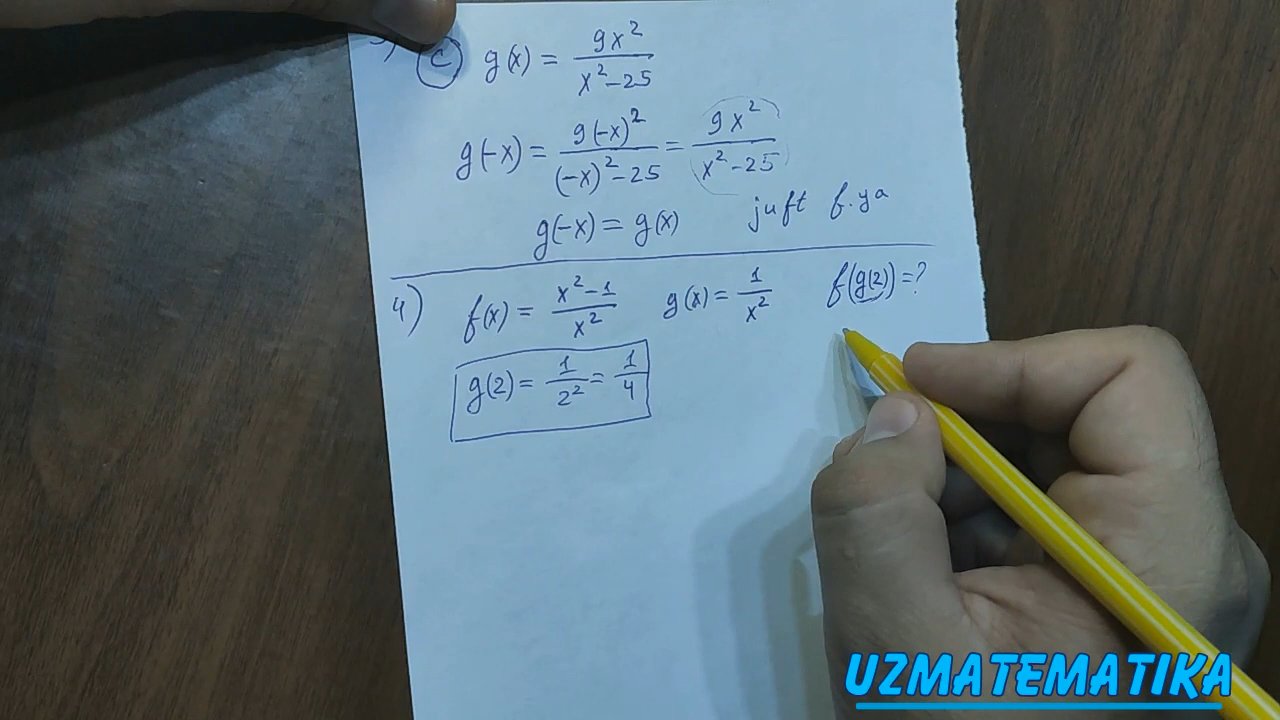 C g(x) = 9x²/(x²-25)
g(-x) = 9(-x)²/((-x)²-25) = 9x²/(x²-25)
g(-x) = g(x) juft f.ya
4) f(x) = (x²-1)/x² g(x) = 1/x² f(g(2)) = ?
g(2) = 1/2² = 1/4
UZMATEMATIKA